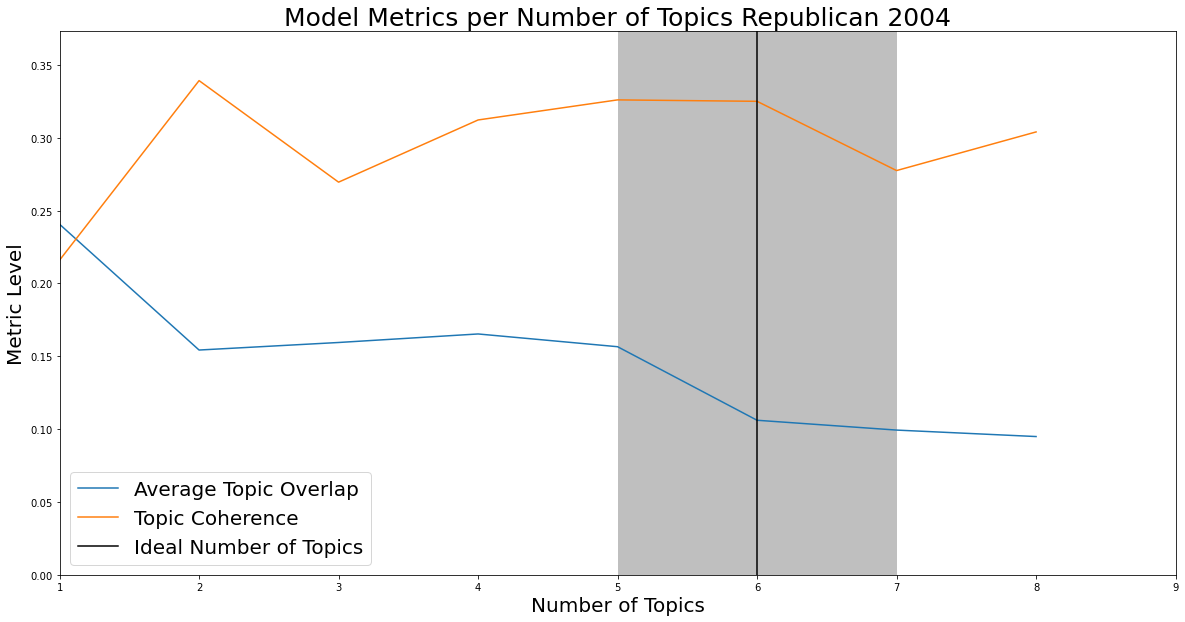 Model Metrics per Number of Topics Republican 2004
Metric Level
0.35
0.30
0.25
0.20
0.15
0.10
0.05
0.00
Average Topic Overlap
Topic Coherence
Ideal Number of Topics
1 2 3 4 5 6 7 8 9
Number of Topics